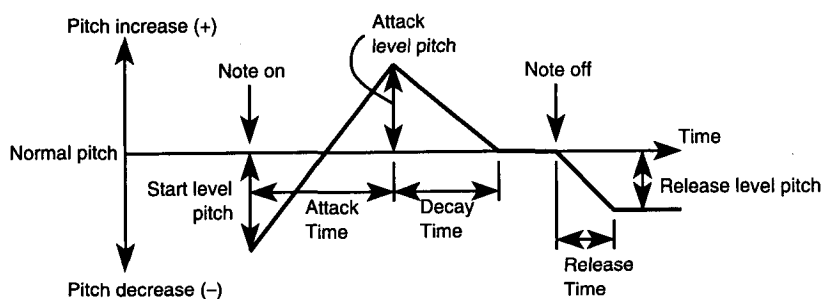 Pitch increase (+)
Attack
level pitch
Note on
Note off
Time
Normal pitch
Start level
pitch
Attack
Time
Decay
Time
Release level pitch
Release
Time
Pitch decrease (–)